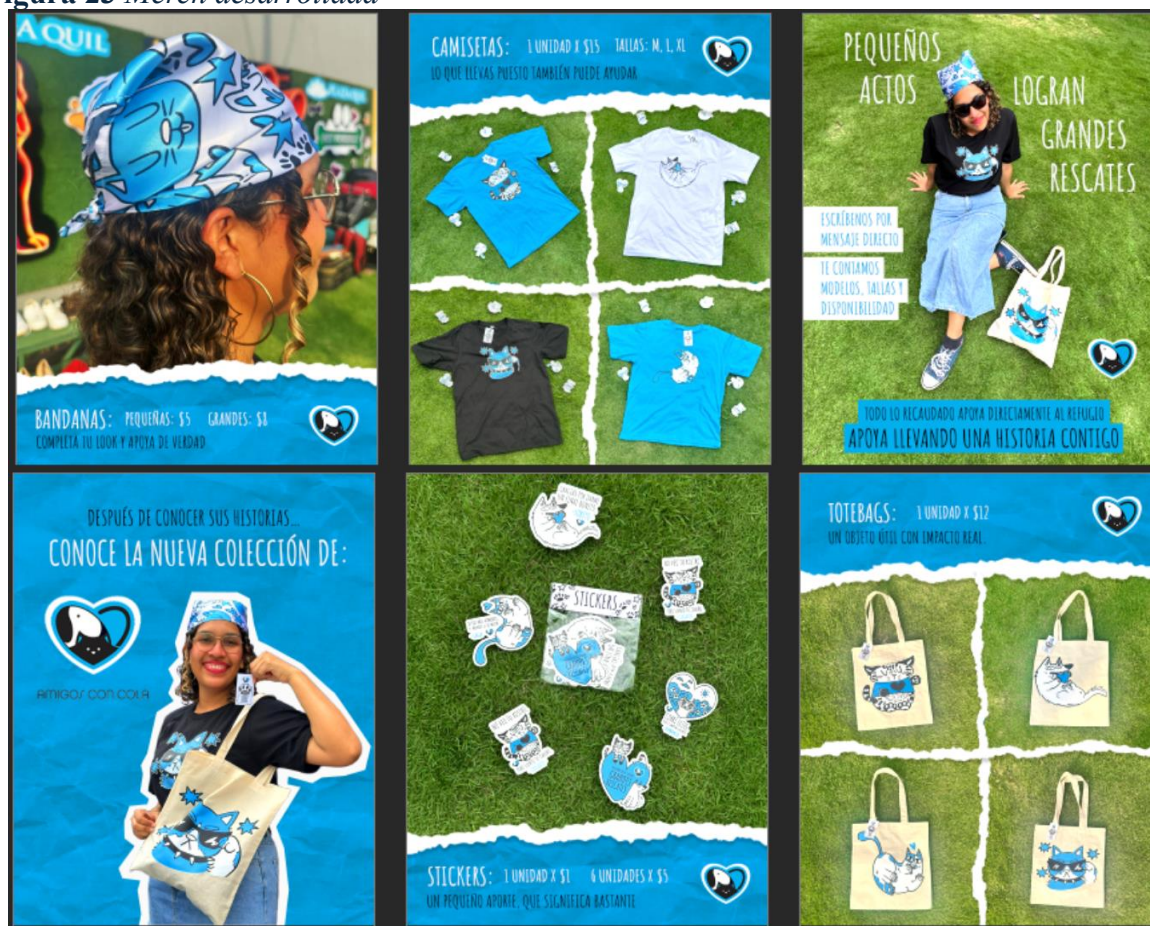 Figura 23 Merch desarrollada
AQUIL
BANDANAS: PEQUEÑAS: $5 GRANDES: $8
COMPLETA TU LOOK Y APOYA DE VERDAD
CAMISETAS: 1 UNIDAD X $15 TALLAS: M, L, XL
LO QUE LLEVAS PUESTO TAMBIÉN PUEDE AYUDAR
PEQUEÑOS
ACTOS
LOGRAN
GRANDES
RESCATES
ESCRÍBENOS POR
MENSAJE DIRECTO
TE CONTAMOS
MODELOS, TALLAS Y
DISPONIBILIDAD
TODO LO RECAUDADO APOYA DIRECTAMENTE AL REFUGIO
APOYA LLEVANDO UNA HISTORIA CONTIGO
DESPUÉS DE CONOCER SUS HISTORIAS...
CONOCE LA NUEVA COLECCIÓN DE:
AMIGOS CON COLA
STICKERS
STICKERS: 1 UNIDAD X $1 6 UNIDADES X $5
UN PEQUEÑO APORTE, QUE SIGNIFICA BASTANTE
TOTEBAGS: 1 UNIDAD X $12
UN OBJETO ÚTIL CON IMPACTO REAL.